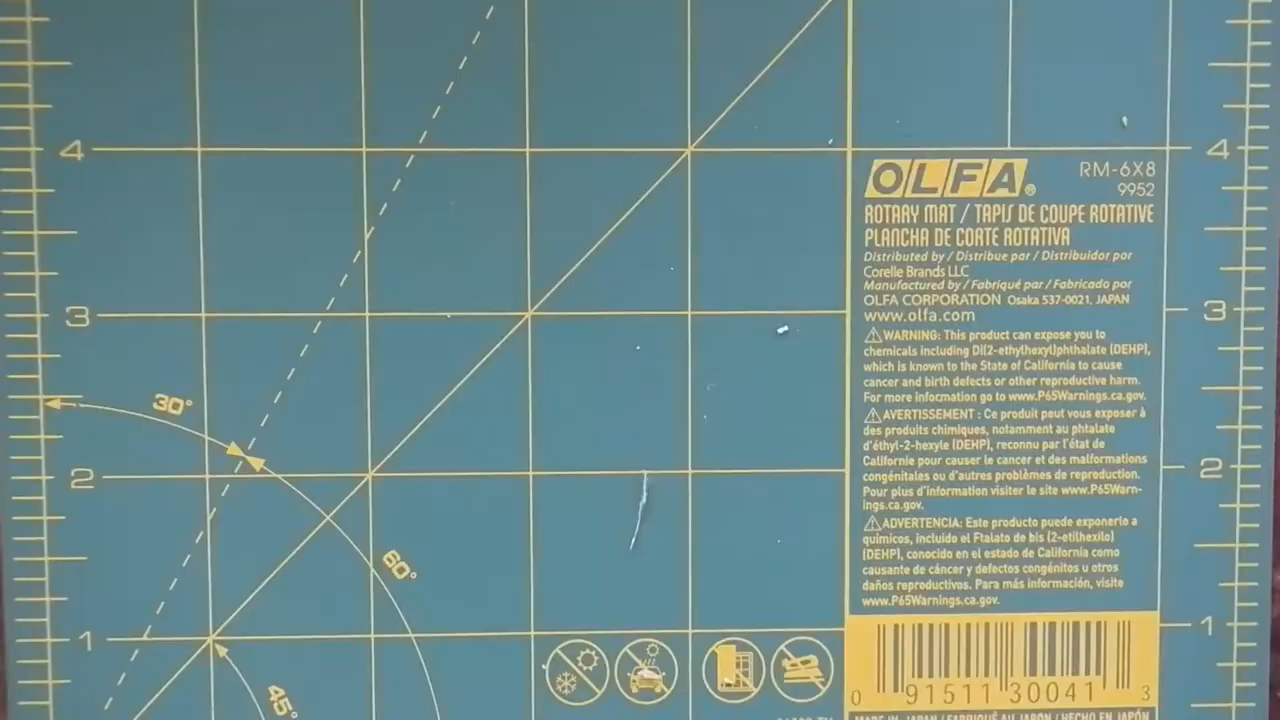 4
OLFA®
RM-6X8
9952
4
ROTARY MAT / TAPIS DE COUPE ROTATIVE
PLANCHA DE CORTE ROTATIVA
Distributed by / Distribue par / Distribuidor por
Corelle Brands LLC
Manufactured by / Fabriqué par / Fabricado por
OLFA CORPORATION Osaka 537-0021, JAPAN
www.olfa.com
3
3
⚠WARNING: This product can expose you to
chemicals including Di(2-ethylhexyl)phthalate (DEHP),
which is known to the State of California to cause
cancer and birth defects or other reproductive harm.
For more information go to www.P65Warnings.ca.gov.
30°
⚠AVERTISSEMENT : Ce produit peut vous exposer à
des produits chimiques, notamment au phtalate
d'éthyl-2-hexyle (DEHP), reconnu par l'état de
Californie pour causer le cancer et des malformations
congénitales ou d'autres problèmes de reproduction.
Pour plus d'information visiter le site www.P65Warn-
ings.ca.gov.
2
2
⚠ADVERTENCIA: Este producto puede exponerlo a
químicos, incluido el Ftalato de bis (2-etilhexilo)
(DEHP), conocido en el estado de California como
causante de cáncer y defectos congénitos u otros
daños reproductivos. Para más información, visite
www.P65Warnings.ca.gov.
60°
1
1
45°
0 91511 30041 3
MADE IN JAPAN / FABRIQUÉ AU JAPON / HECHO EN JAPÓN